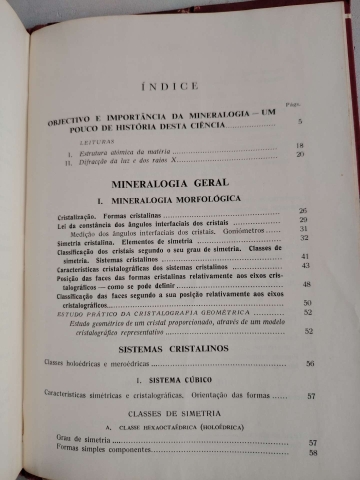 ÍNDICE
Págs.
OBJECTIVO E IMPORTÂNCIA DA MINERALOGIA — UM
POUCO DE HISTÓRIA DESTA CIÊNCIA 5
LEITURAS
I. Estrutura atómica da matéria 18
II. Difracção da luz e dos raios X 20
MINERALOGIA GERAL
I. MINERALOGIA MORFOLÓGICA
Cristalização. Formas cristalinas 26
Lei da constância dos ângulos interfaciais dos cristais 29
Medição dos ângulos interfaciais dos cristais. Goniómetros 31
Simetria cristalina. Elementos de simetria 32
Classificação dos cristais segundo o seu grau de simetria. Classes de
simetria. Sistemas cristalinos 41
Características cristalográficas dos sistemas cristalinos 43
Posição das faces das formas cristalinas relativamente aos eixos cris-
talográficos — como se pode definir 48
Classificação das faces segundo a sua posição relativamente aos eixos
cristalográficos 50
ESTUDO PRÁTICO DA CRISTALOGRAFIA GEOMÉTRICA 52
Estudo geométrico de um cristal proporcionado, através de um modelo
cristalográfico representativo 52
SISTEMAS CRISTALINOS
Classes holoédricas e meroédricas 56
1. SISTEMA CÚBICO
Características simétricas e cristalográficas. Orientação das formas 57
CLASSES DE SIMETRIA
A. CLASSE HEXAOCTAÉDRICA (HOLOÉDRICA)
Grau de simetria 57
Formas simples componentes 58